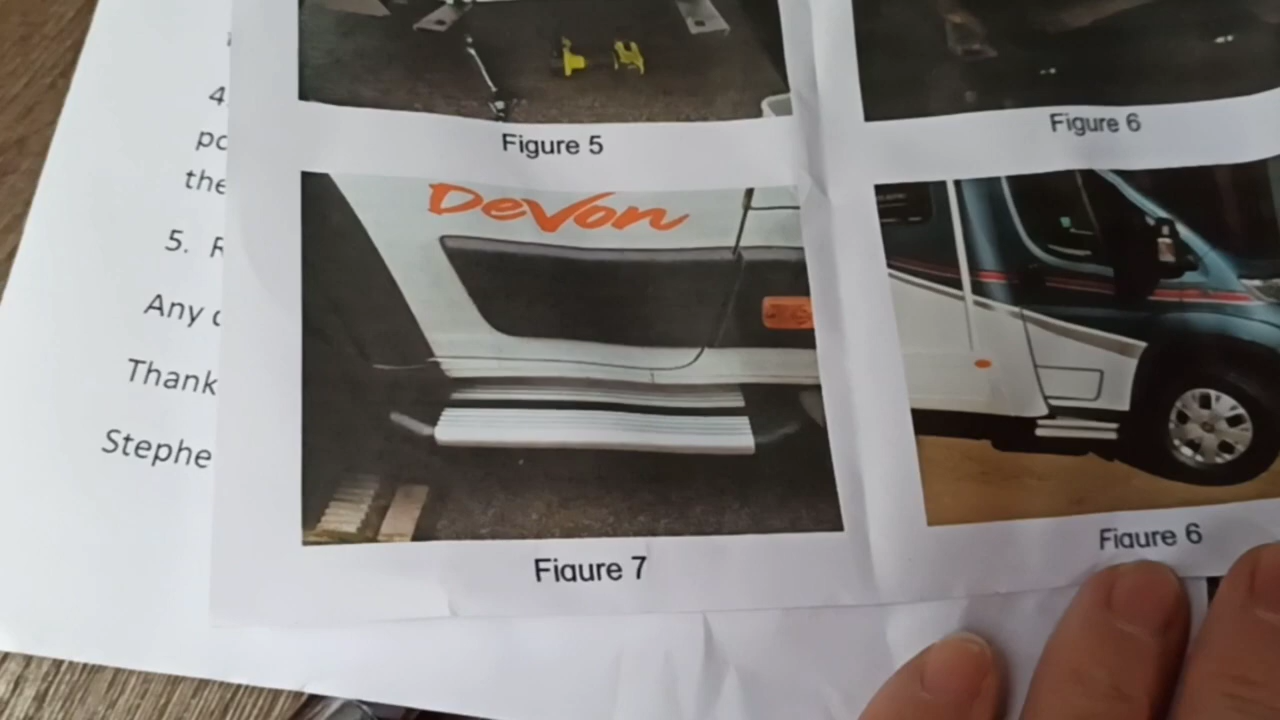 4.
po
the
5. R
Any
Thank
Stephe
Figure 5
Figure 6
Devon
Figure 7
Figure 6